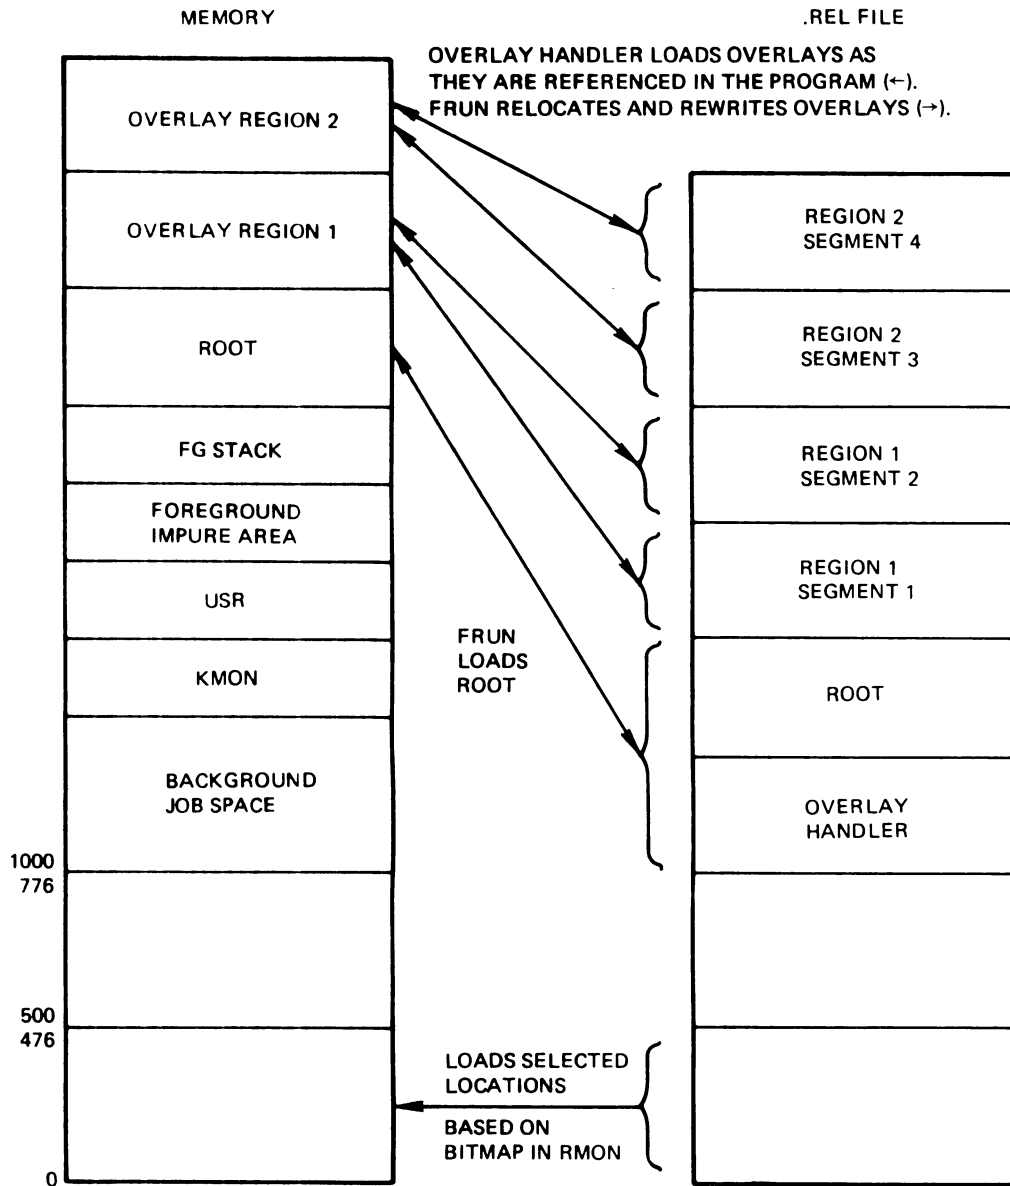 MEMORY
.REL FILE
OVERLAY HANDLER LOADS OVERLAYS AS
THEY ARE REFERENCED IN THE PROGRAM (←).
FRUN RELOCATES AND REWRITES OVERLAYS (→).
OVERLAY REGION 2
OVERLAY REGION 1
ROOT
FG STACK
FOREGROUND
IMPURE AREA
USR
KMON
BACKGROUND
JOB SPACE
1000
776
500
476
0
FRUN
LOADS
ROOT
LOADS SELECTED
LOCATIONS
BASED ON
BITMAP IN RMON
REGION 2
SEGMENT 4
REGION 2
SEGMENT 3
REGION 1
SEGMENT 2
REGION 1
SEGMENT 1
ROOT
OVERLAY
HANDLER